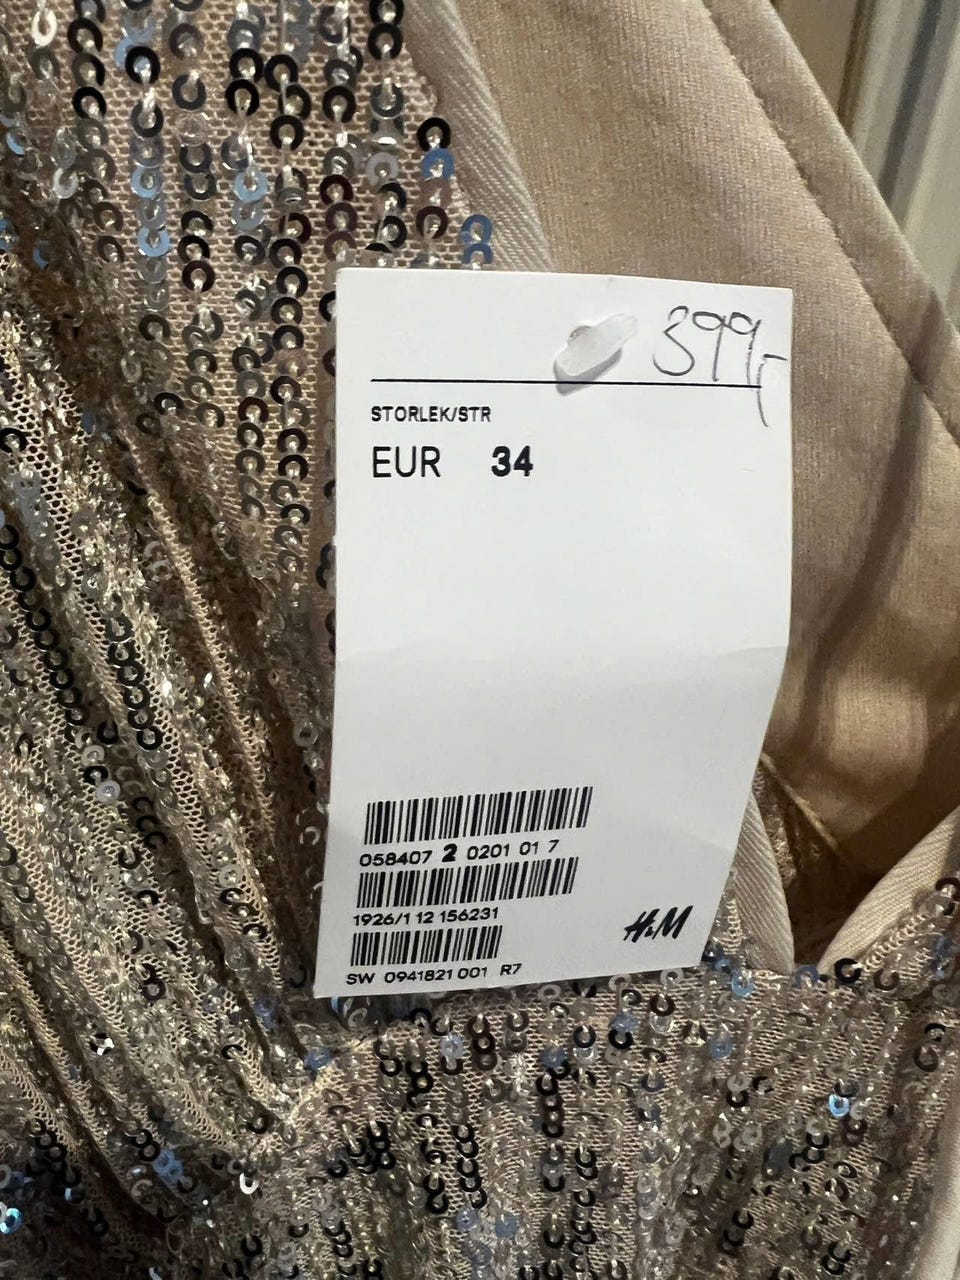 399,-
STORLEK/STR
EUR 34
058407 2 0201 01 7
1926/1 12 156231
SW 0941821 001 R7
H&M